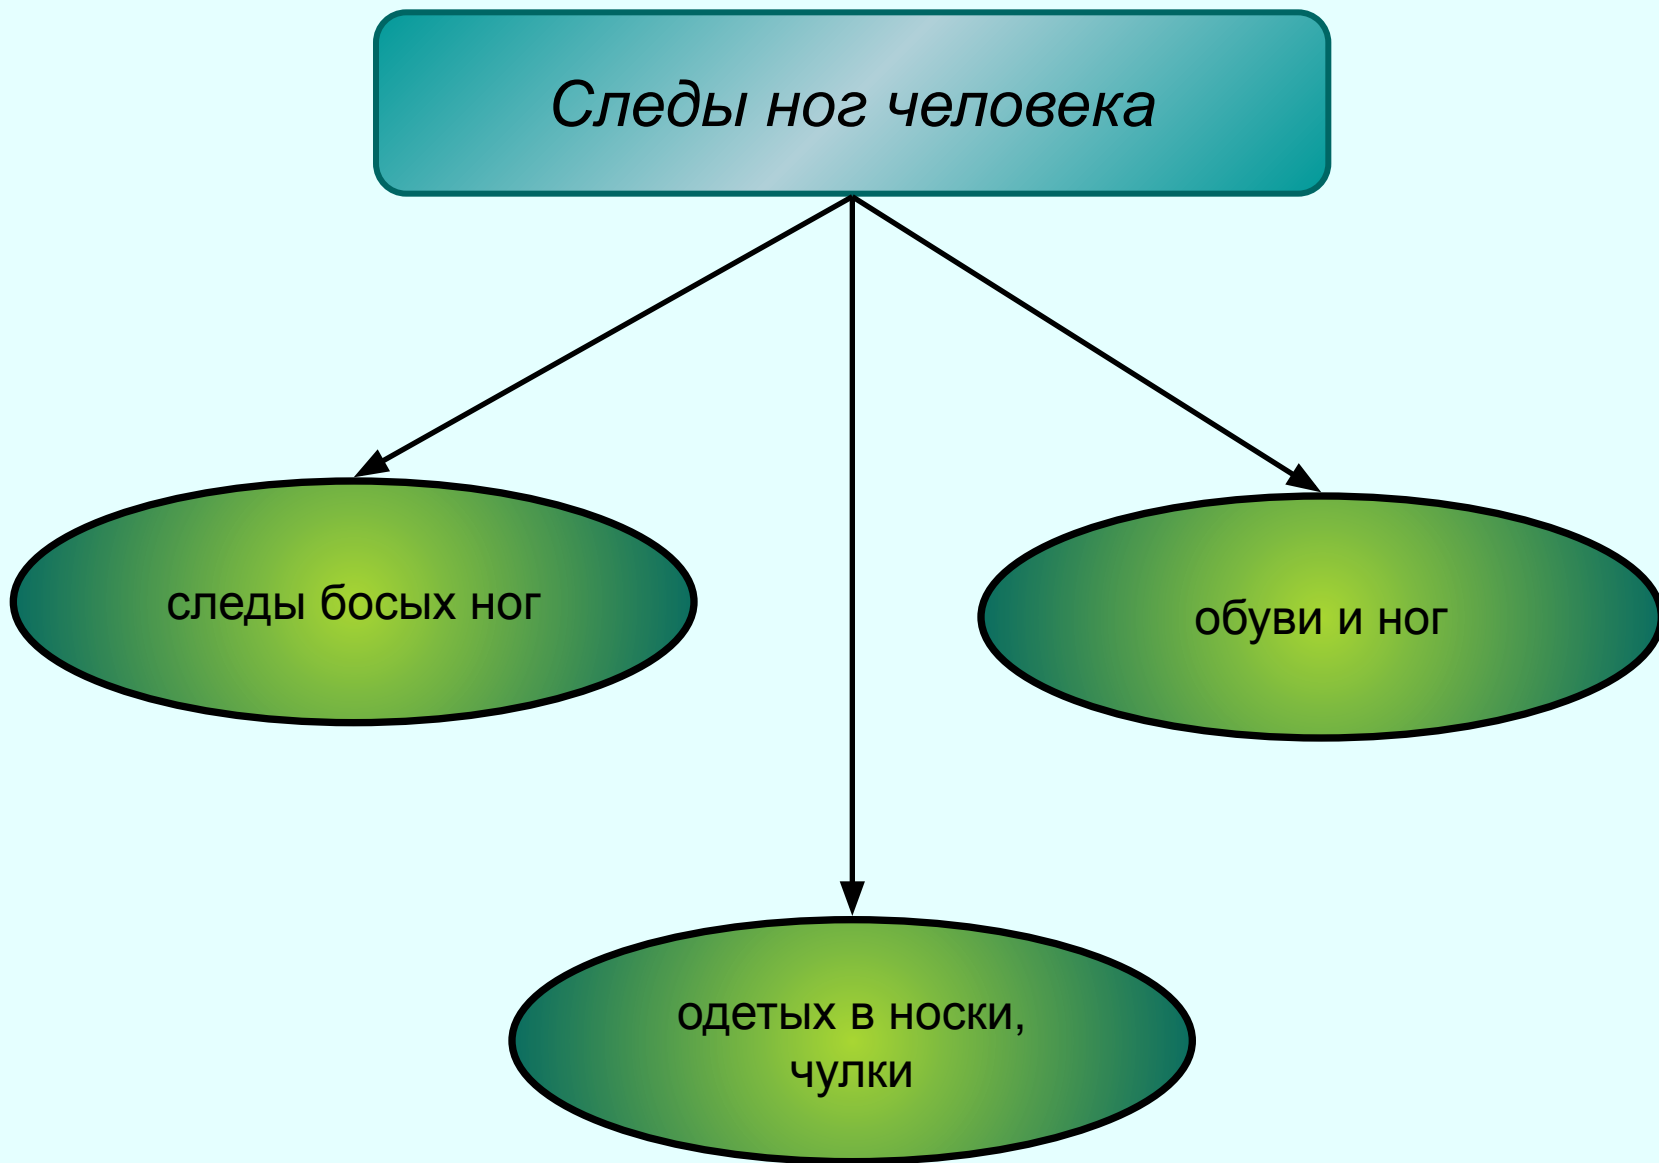 Следы ног человека
следы босых ног
обуви и ног
одетых в носки,
чулки